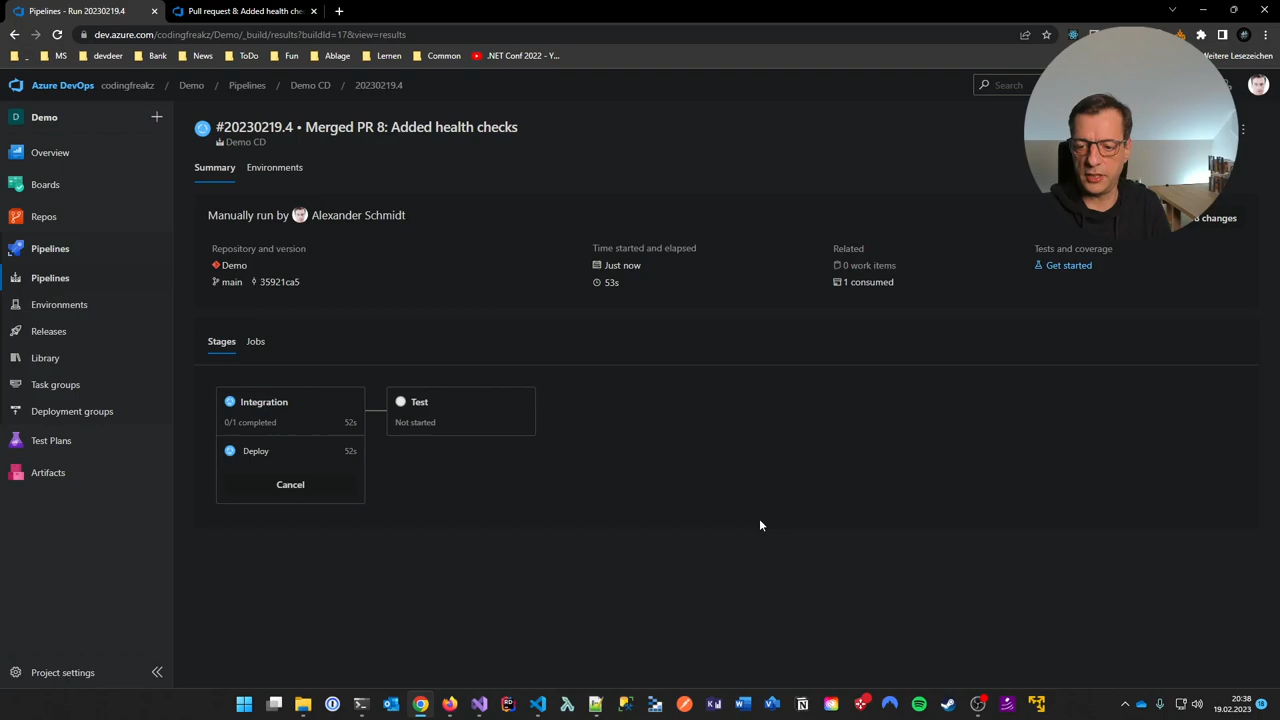 Pipelines - Run 20230219.4
Pull request 8: Added health che
dev.azure.com/codingfreakz/Demo/_build/results?buildId=17&view=results
MS devdeer Bank News ToDo Fun Ablage Lernen Common .NET Conf 2022 - Y...
Weitere Lesezeichen
Azure DevOps codingfreakz / Demo / Pipelines / Demo CD / 20230219.4
Search
D Demo
Overview
Boards
Repos
Pipelines
Pipelines
Environments
Releases
Library
Task groups
Deployment groups
Test Plans
Artifacts
Project settings
#20230219.4 • Merged PR 8: Added health checks
Demo CD
Summary Environments
Manually run by Alexander Schmidt
changes
Repository and version
Demo
main 35921ca5
Time started and elapsed
Just now
53s
Related
0 work items
1 consumed
Tests and coverage
Get started
Stages Jobs
Integration
0/1 completed 52s
Deploy 52s
Cancel
Test
Not started
20:38
19.02.2023